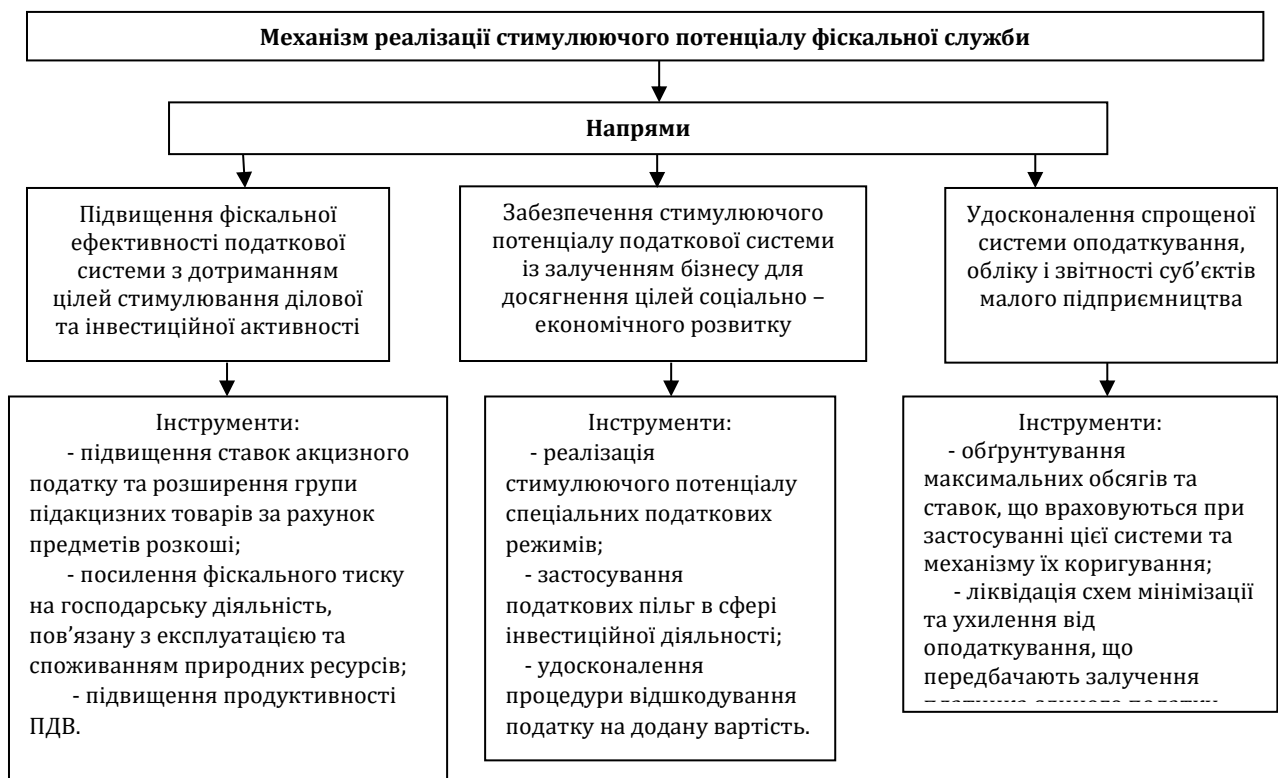 Механізм реалізації стимулюючого потенціалу фіскальної служби
Напрями
Підвищення фіскальної
ефективності податкової
системи з дотриманням
цілей стимулювання ділової
та інвестиційної активності
Забезпечення стимулюючого
потенціалу податкової системи
із залученням бізнесу для
досягнення цілей соціально –
економічного розвитку
Удосконалення спрощеної
системи оподаткування,
обліку і звітності суб’єктів
малого підприємництва
Інструменти:
- підвищення ставок акцизного
податку та розширення групи
підакцизних товарів за рахунок
предметів розкоші;
- посилення фіскального тиску
на господарську діяльність,
пов’язану з експлуатацією та
споживанням природних ресурсів;
- підвищення продуктивності
ПДВ.
Інструменти:
- реалізація
стимулюючого потенціалу
спеціальних податкових
режимів;
- застосування
податкових пільг в сфері
інвестиційної діяльності;
- удосконалення
процедури відшкодування
податку на додану вартість.
Інструменти:
- обґрунтування
максимальних обсягів та
ставок, що враховуються при
застосуванні цієї системи та
механізму їх коригування;
- ліквідація схем мінімізації
та ухилення від
оподаткування, що
передбачають залучення